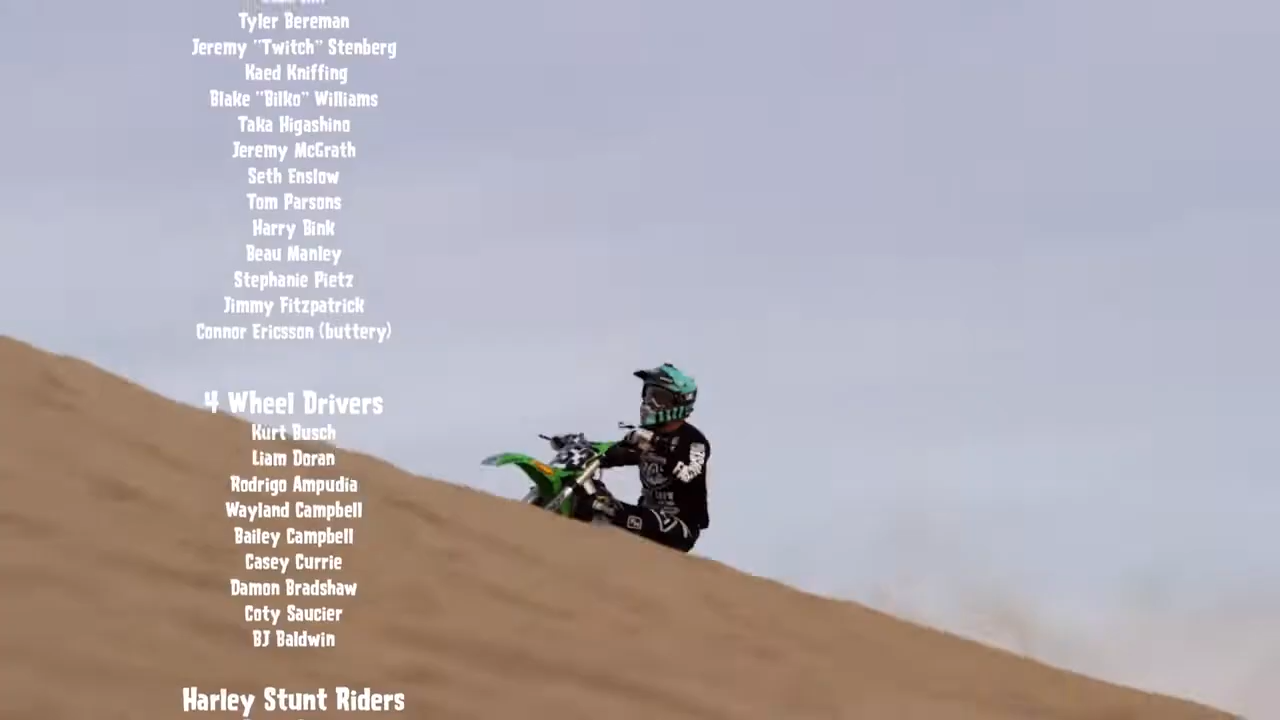 Tyler Bereman
Jeremy "Twitch" Stenberg
Kaed Kniffing
Blake "Bilko" Williams
Taka Higashino
Jeremy McGrath
Seth Enslow
Tom Parsons
Harry Bink
Beau Manley
Stephanie Pietz
Jimmy Fitzpatrick
Connor Ericsson (buttery)
4 Wheel Drivers
Kurt Busch
Liam Doran
Rodrigo Ampudia
Wayland Campbell
Bailey Campbell
Casey Currie
Damon Bradshaw
Coty Saucier
BJ Baldwin
Harley Stunt Riders